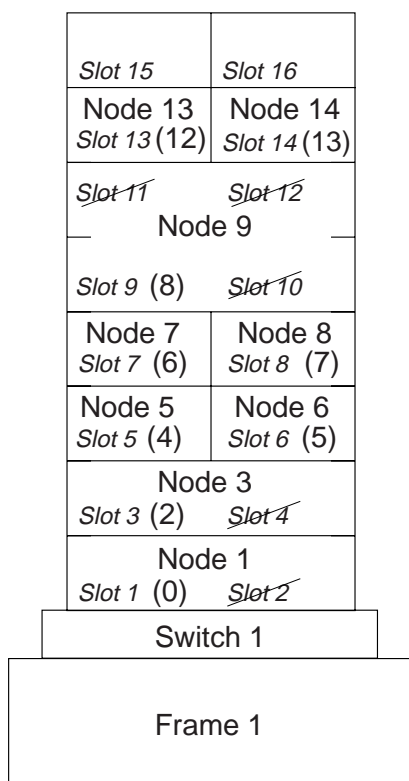 Slot 15 Slot 16
Node 13 Node 14
Slot 13 (12) Slot 14 (13)
Slot 11 Slot 12
Node 9
Slot 9 (8) Slot 10
Node 7 Node 8
Slot 7 (6) Slot 8 (7)
Node 5 Node 6
Slot 5 (4) Slot 6 (5)
Node 3
Slot 3 (2) Slot 4
Node 1
Slot 1 (0) Slot 2
Switch 1
Frame 1